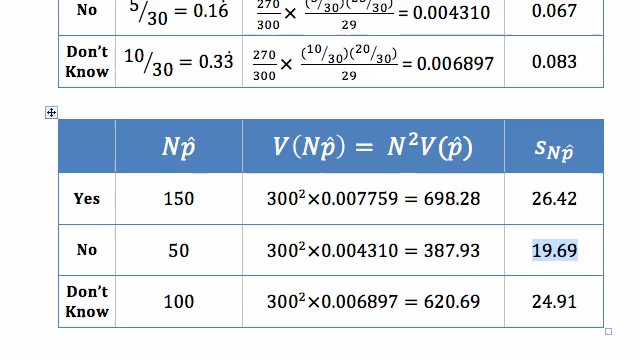 No 5/30 = 0.16̇ 270/300 × (5/30)(25/30)/29 = 0.004310 0.067
Don't Know 10/30 = 0.33̇ 270/300 × (10/30)(20/30)/29 = 0.006897 0.083
Np̂ V(Np̂) = N²V(p̂) s_Np̂
Yes 150 300²×0.007759 = 698.28 26.42
No 50 300²×0.004310 = 387.93 19.69
Don't Know 100 300²×0.006897 = 620.69 24.91